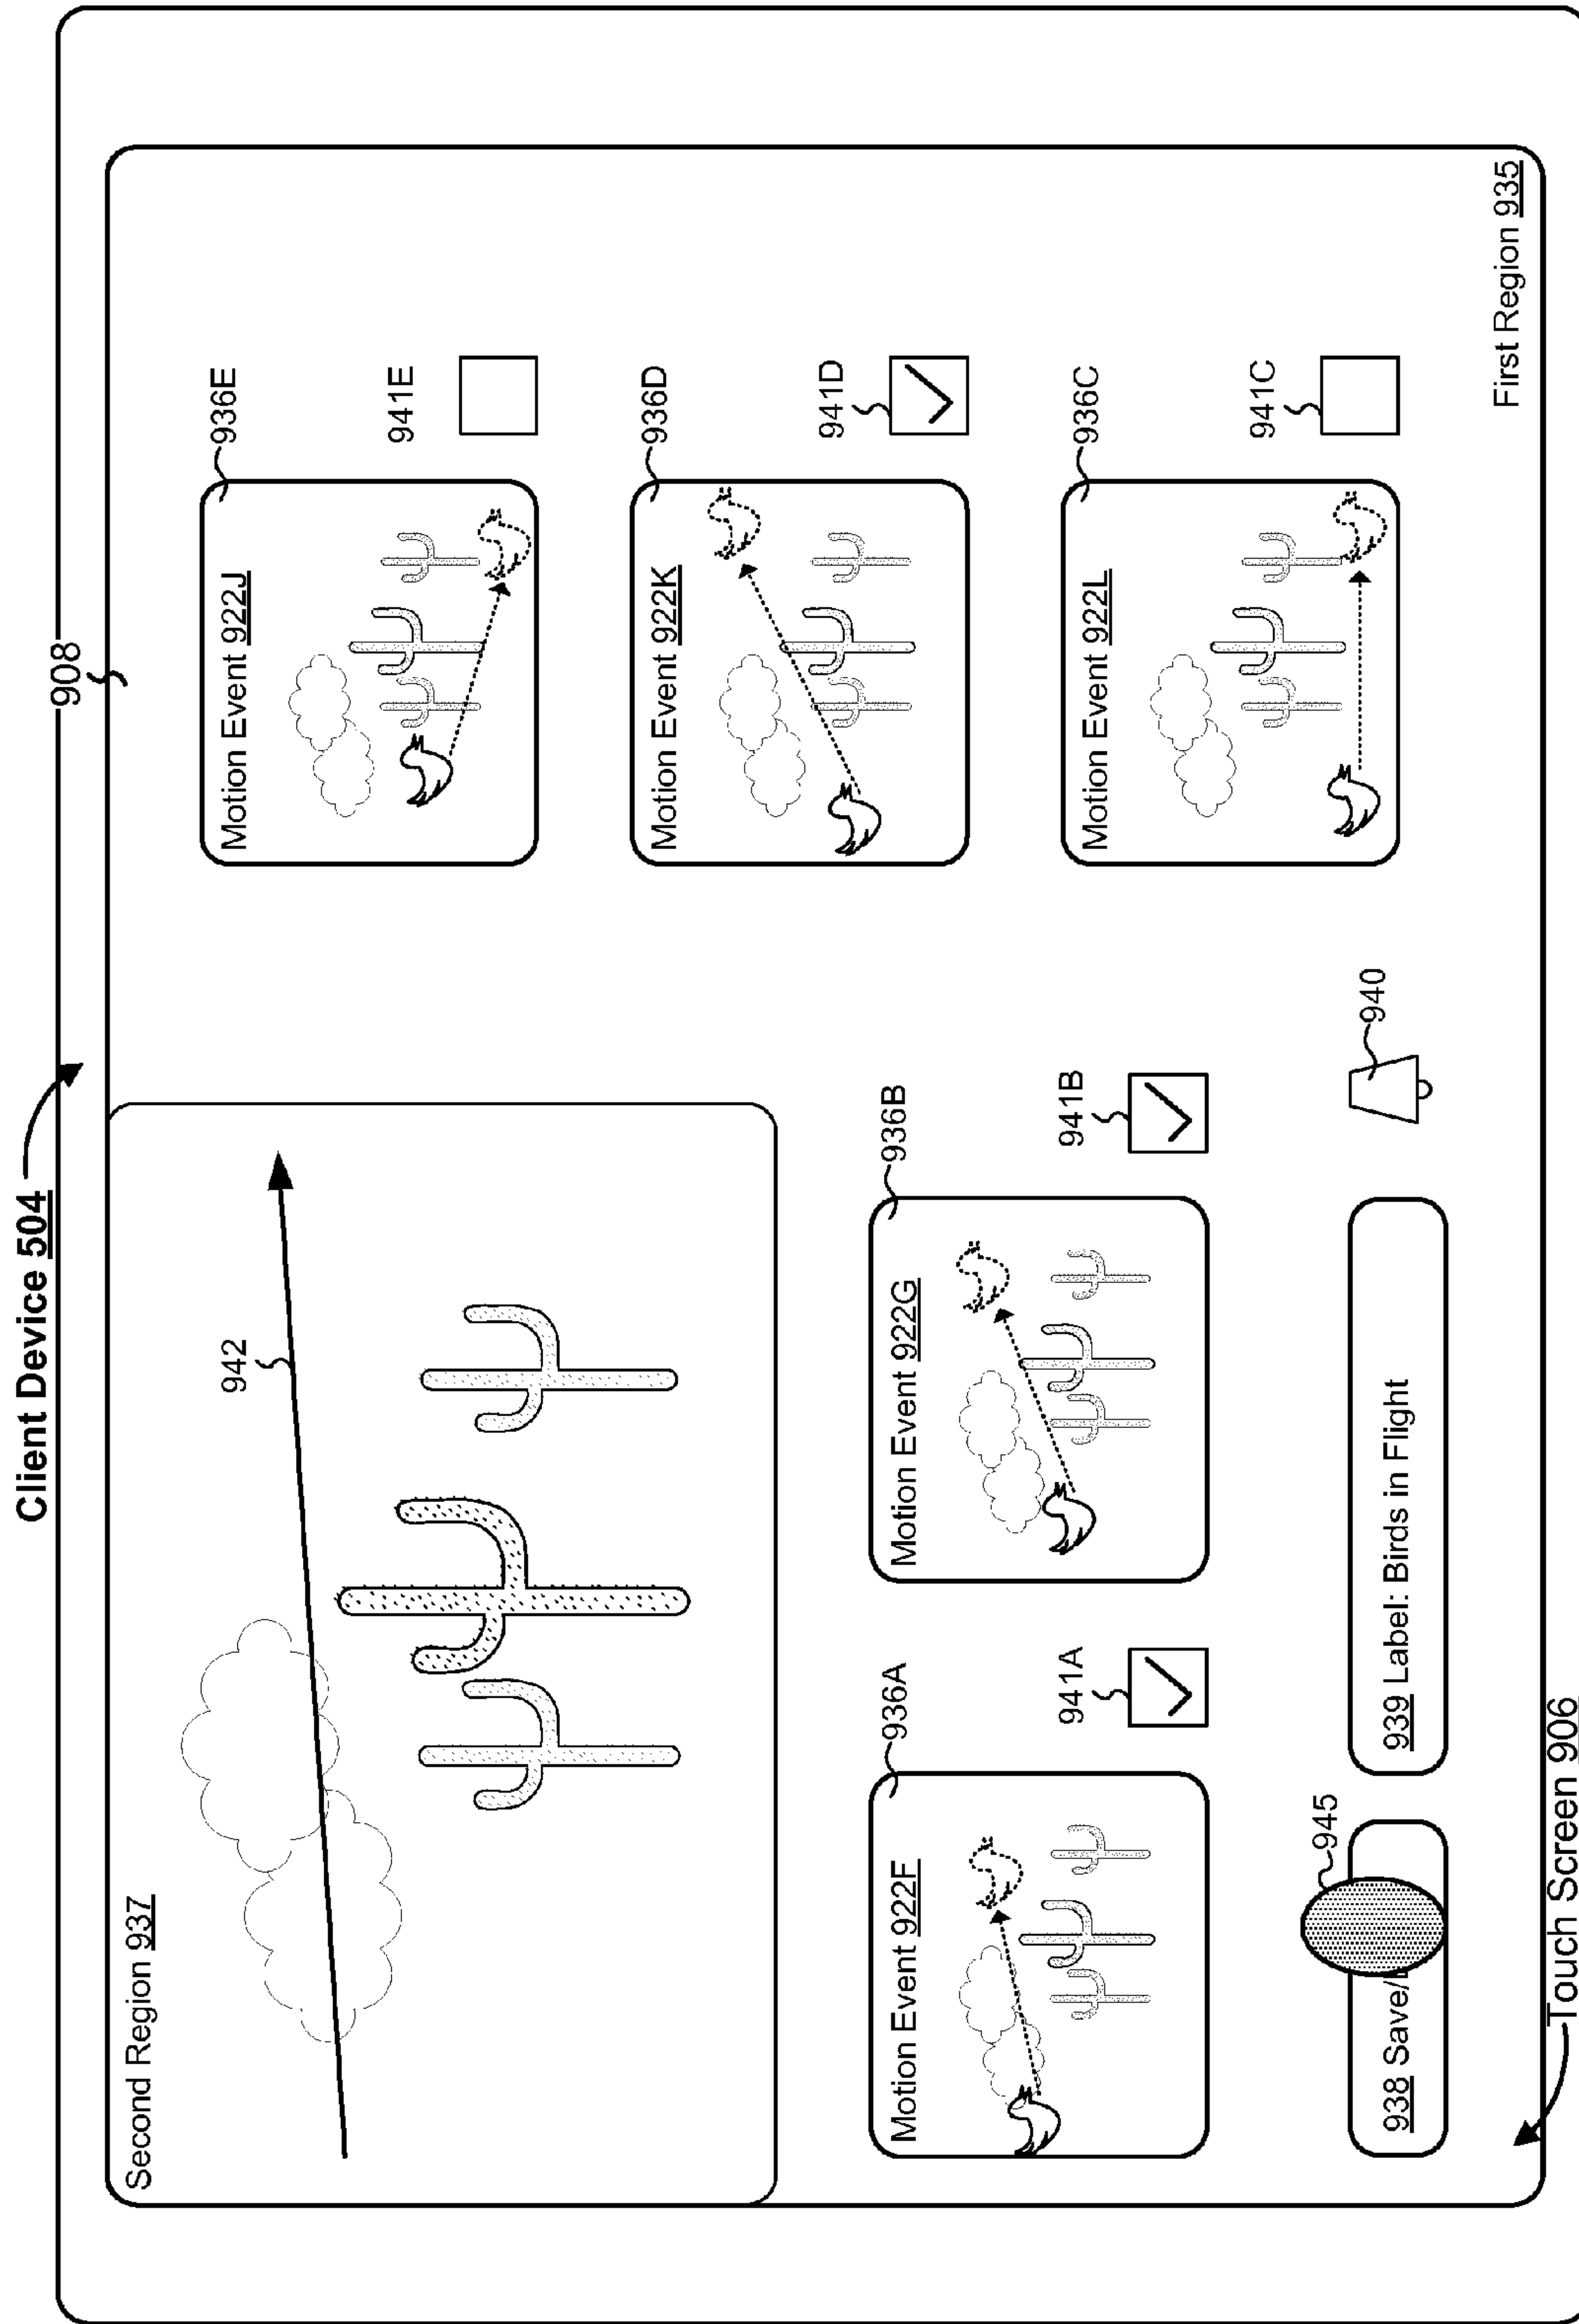 Client Device 504
908
Second Region 937
942
Motion Event 922J
936E
941E
Motion Event 922K
936D
941D
Motion Event 922F
936A
941A
Motion Event 922G
936B
941B
Motion Event 922L
936C
941C
938 Save/
945
939 Label: Birds in Flight
940
First Region 935
Touch Screen 906